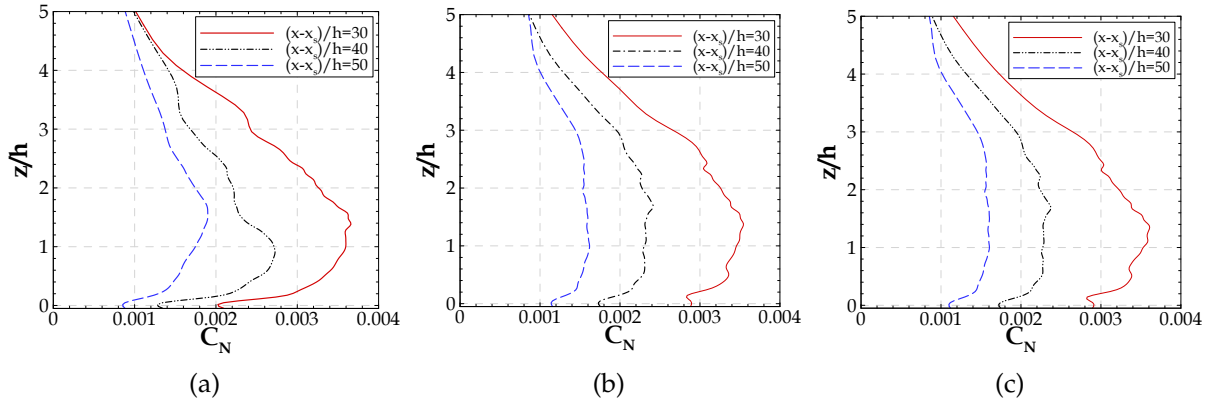 5
4
3
2
1
0
z/h
(x-x_s)/h=30
(x-x_s)/h=40
(x-x_s)/h=50
0 0.001 0.002 0.003 0.004
C_N
(a)
5
4
3
2
1
0
z/h
(x-x_s)/h=30
(x-x_s)/h=40
(x-x_s)/h=50
0 0.001 0.002 0.003 0.004
C_N
(b)
5
4
3
2
1
0
z/h
(x-x_s)/h=30
(x-x_s)/h=40
(x-x_s)/h=50
0 0.001 0.002 0.003 0.004
C_N
(c)